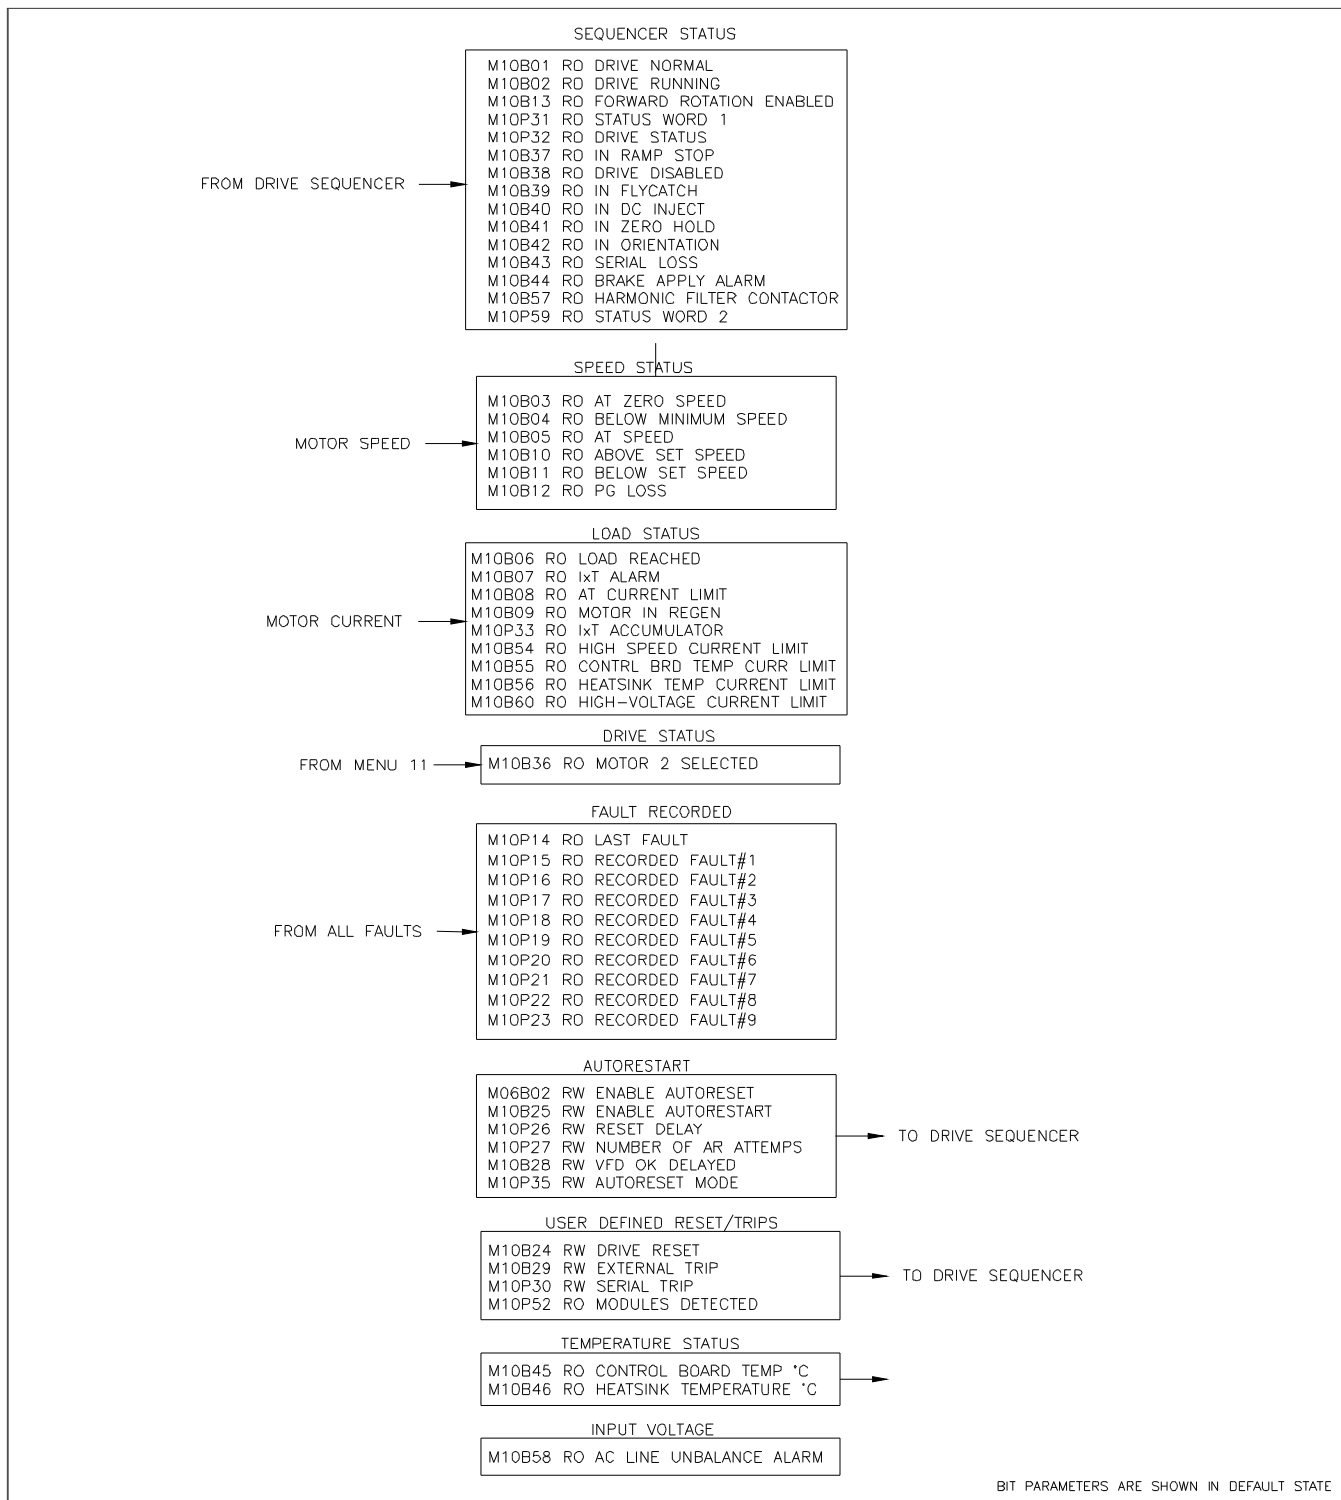 SEQUENCER STATUS
M10B01 RO DRIVE NORMAL
M10B02 RO DRIVE RUNNING
M10B13 RO FORWARD ROTATION ENABLED
M10P31 RO STATUS WORD 1
M10P32 RO DRIVE STATUS
M10B37 RO IN RAMP STOP
M10B38 RO DRIVE DISABLED
FROM DRIVE SEQUENCER
M10B39 RO IN FLYCATCH
M10B40 RO IN DC INJECT
M10B41 RO IN ZERO HOLD
M10B42 RO IN ORIENTATION
M10B43 RO SERIAL LOSS
M10B44 RO BRAKE APPLY ALARM
M10B57 RO HARMONIC FILTER CONTACTOR
M10P59 RO STATUS WORD 2
SPEED STATUS
M10B03 RO AT ZERO SPEED
M10B04 RO BELOW MINIMUM SPEED
M10B05 RO AT SPEED
MOTOR SPEED
M10B10 RO ABOVE SET SPEED
M10B11 RO BELOW SET SPEED
M10B12 RO PG LOSS
LOAD STATUS
M10B06 RO LOAD REACHED
M10B07 RO IxT ALARM
M10B08 RO AT CURRENT LIMIT
M10B09 RO MOTOR IN REGEN
MOTOR CURRENT
M10P33 RO IxT ACCUMULATOR
M10B54 RO HIGH SPEED CURRENT LIMIT
M10B55 RO CONTRL BRD TEMP CURR LIMIT
M10B56 RO HEATSINK TEMP CURRENT LIMIT
M10B60 RO HIGH-VOLTAGE CURRENT LIMIT
DRIVE STATUS
FROM MENU 11
M10B36 RO MOTOR 2 SELECTED
FAULT RECORDED
M10P14 RO LAST FAULT
M10P15 RO RECORDED FAULT#1
M10P16 RO RECORDED FAULT#2
M10P17 RO RECORDED FAULT#3
M10P18 RO RECORDED FAULT#4
FROM ALL FAULTS
M10P19 RO RECORDED FAULT#5
M10P20 RO RECORDED FAULT#6
M10P21 RO RECORDED FAULT#7
M10P22 RO RECORDED FAULT#8
M10P23 RO RECORDED FAULT#9
AUTORESTART
M06B02 RW ENABLE AUTORESET
M10B25 RW ENABLE AUTORESTART
M10P26 RW RESET DELAY
TO DRIVE SEQUENCER
M10P27 RW NUMBER OF AR ATTEMPS
M10B28 RW VFD OK DELAYED
M10P35 RW AUTORESET MODE
USER DEFINED RESET/TRIPS
M10B24 RW DRIVE RESET
M10B29 RW EXTERNAL TRIP
TO DRIVE SEQUENCER
M10P30 RW SERIAL TRIP
M10P52 RO MODULES DETECTED
TEMPERATURE STATUS
M10B45 RO CONTROL BOARD TEMP °C
M10B46 RO HEATSINK TEMPERATURE °C
INPUT VOLTAGE
M10B58 RO AC LINE UNBALANCE ALARM
BIT PARAMETERS ARE SHOWN IN DEFAULT STATE